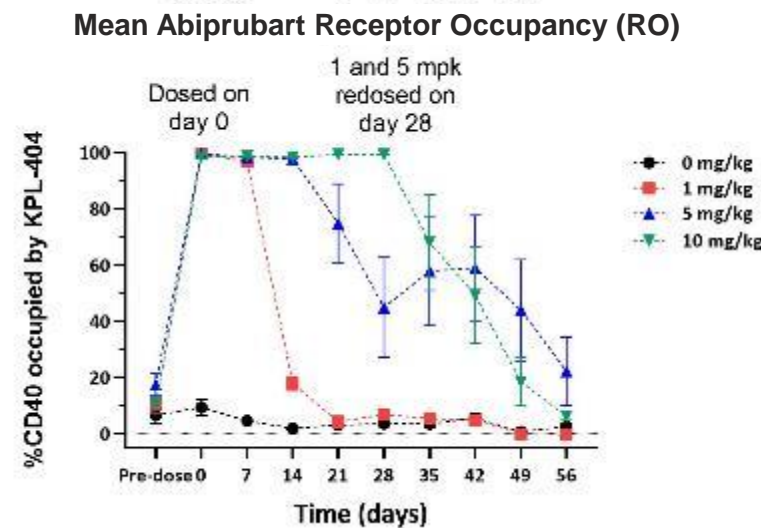 Mean Abiprubart Receptor Occupancy (RO)
Dosed on
day 0
1 and 5 mpk
redosed on
day 28
%CD40 occupied by KPL-404
100
80
60
40
20
0
0 mg/kg
1 mg/kg
5 mg/kg
10 mg/kg
Pre-dose 0 7 14 21 28 35 42 49 56
Time (days)